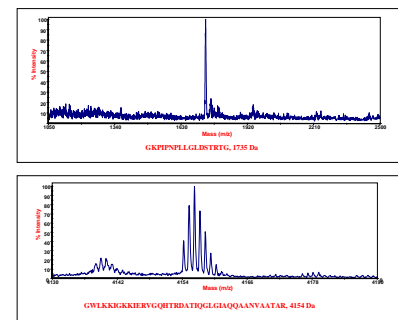 100
90
80
70
60
50
40
30
20
10
0
% Intensity
1050 1340 1630 1920 2210 2500
Mass (m/z)
GKPIPNPLLGLDSTRTG, 1735 Da
100
90
80
70
60
50
40
30
20
10
0
% Intensity
4130 4142 4154 4166 4178 4190
Mass (m/z)
GWLKKIGKKIERVGQHTRDATIQGLGIAQQAANVAATAR, 4154 Da